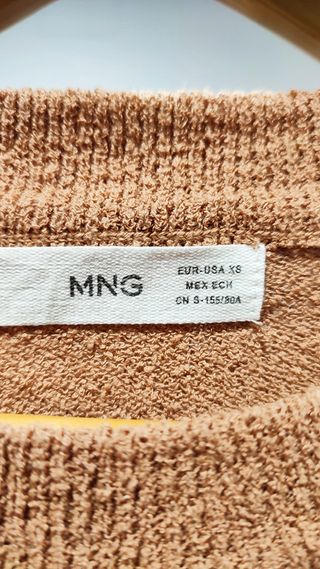 MNG
EUR-USA XS
MEX ECH
CN S-155/80A